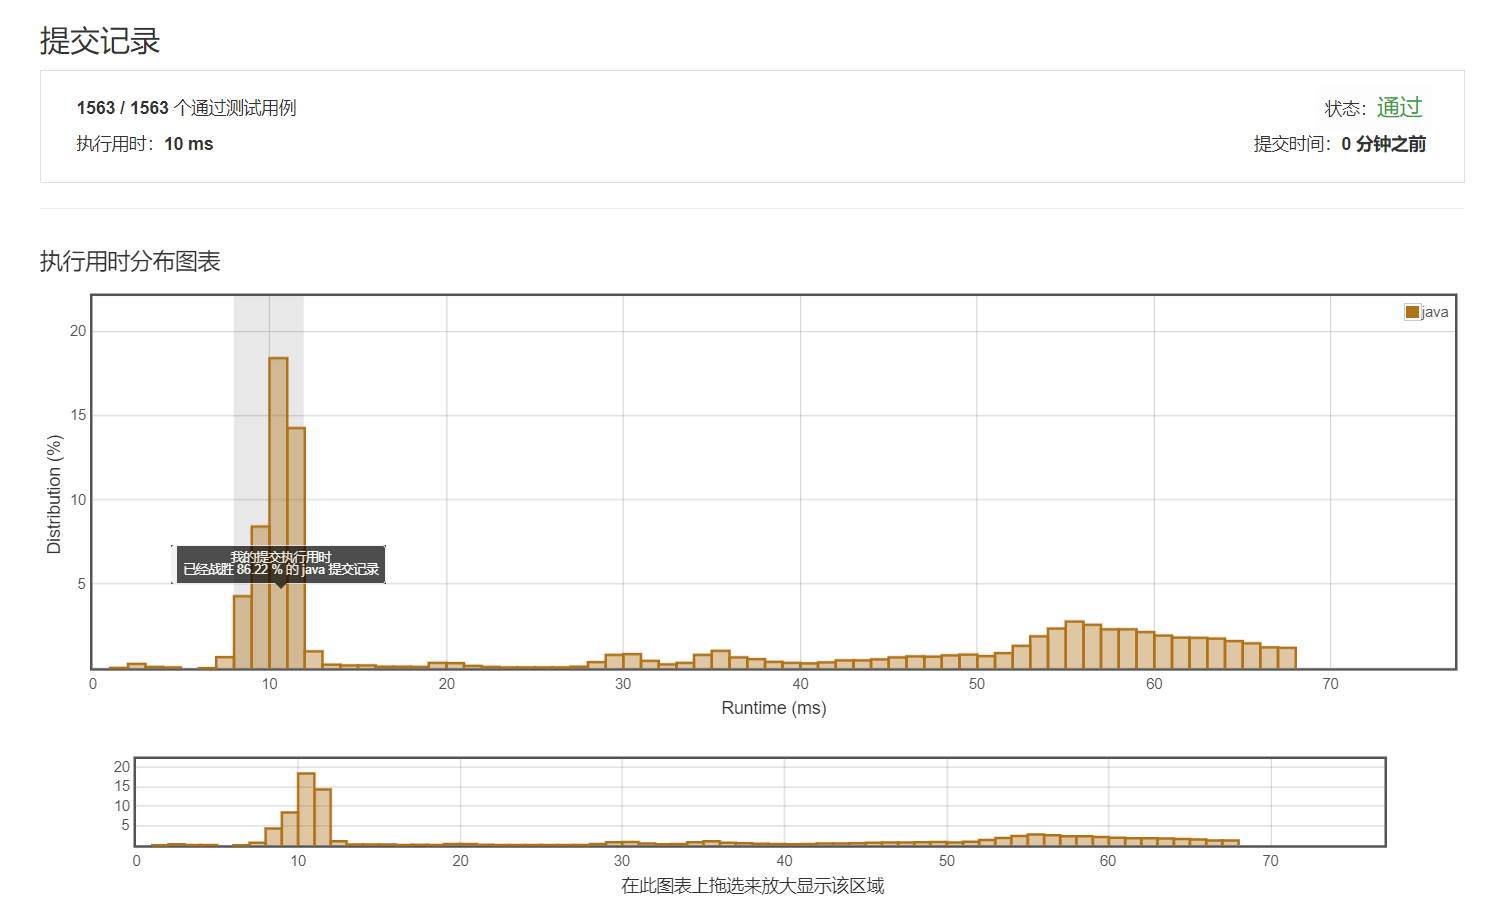 提交记录
1563 / 1563 个通过测试用例
状态：通过
执行用时：10 ms
提交时间：0 分钟之前
执行用时分布图表
java
20
15
10
5
Distribution (%)
我的提交执行用时
已经战胜 86.22 % 的 java 提交记录
0 10 20 30 40 50 60 70
Runtime (ms)
20
15
10
5
0 10 20 30 40 50 60 70
在此图表上拖选来放大显示该区域